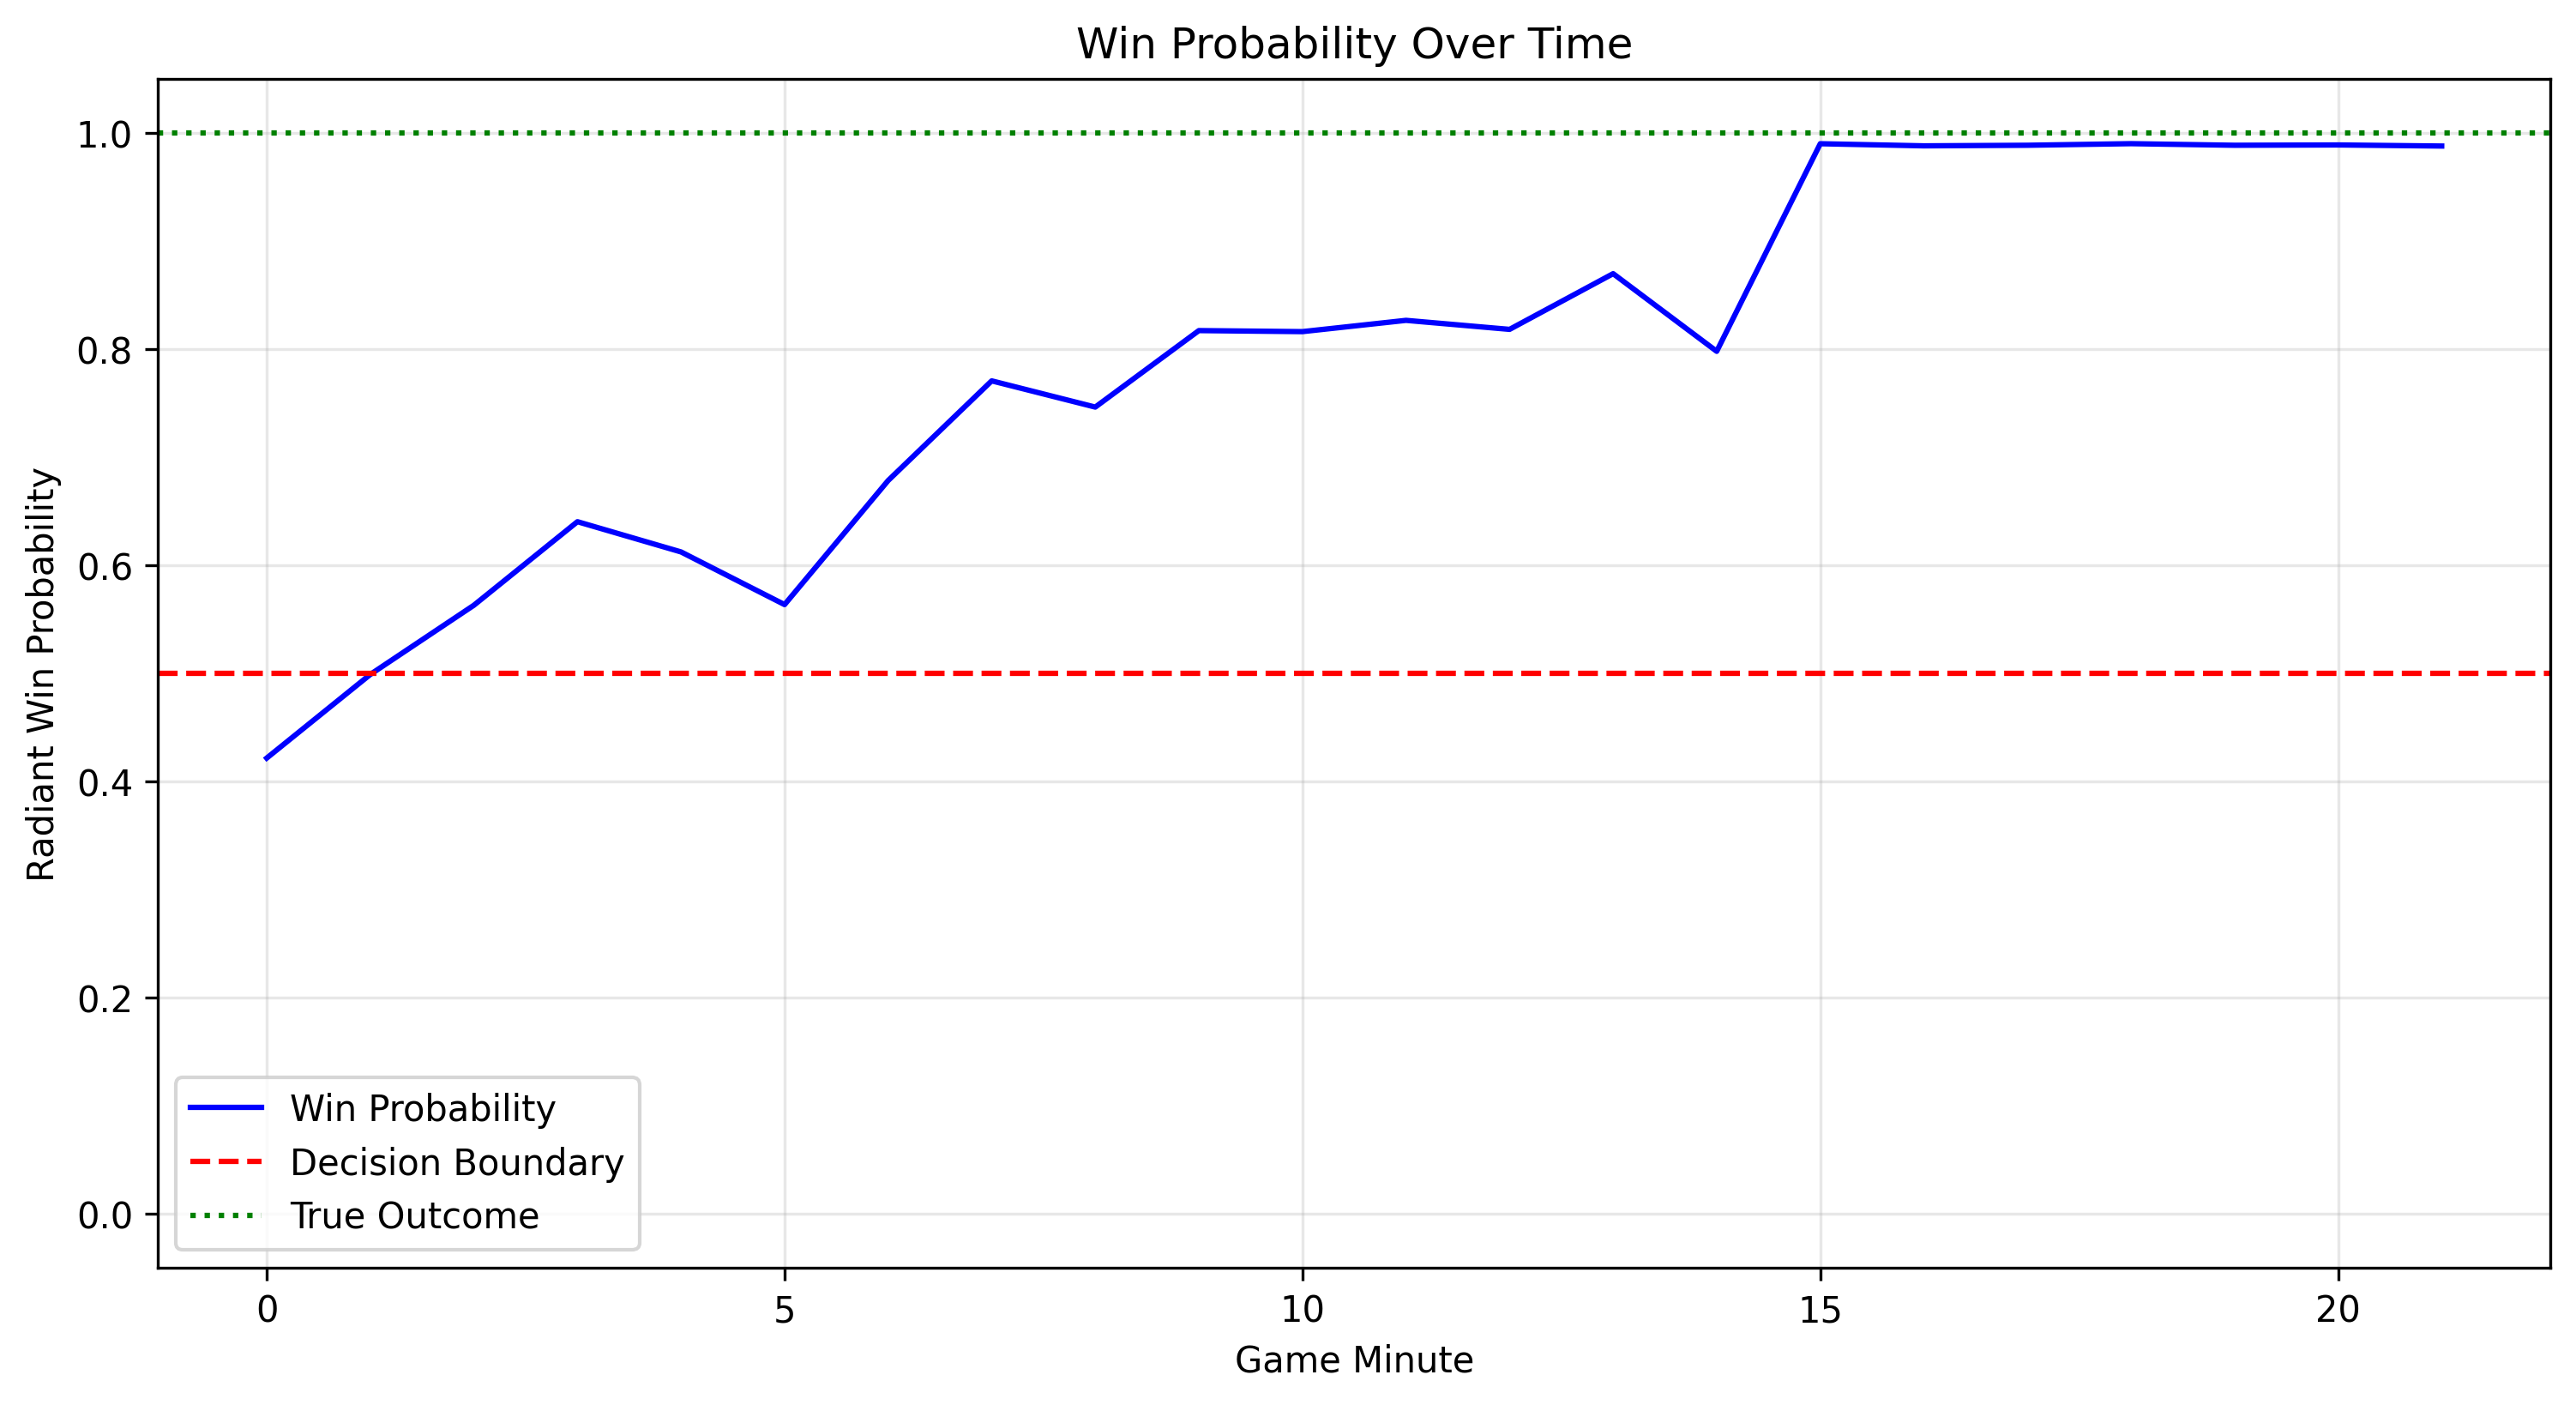 Win Probability Over Time
Radiant Win Probability
1.0
0.8
0.6
0.4
0.2
0.0
Win Probability
Decision Boundary
True Outcome
0 5 10 15 20
Game Minute